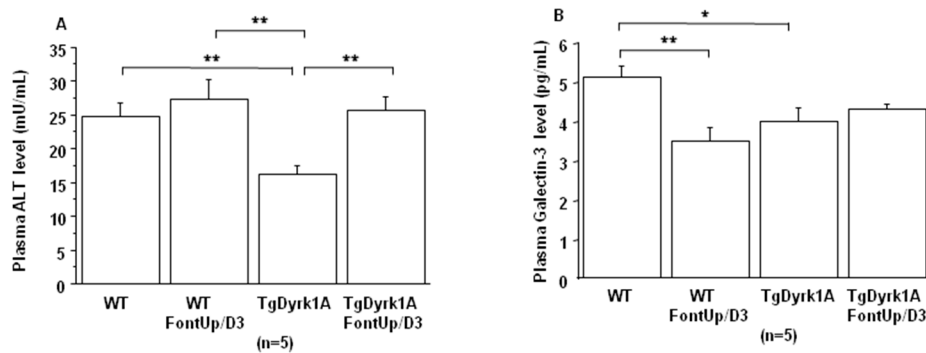 A
**
**
**
Plasma ALT level (mU/mL)
35
30
25
20
15
10
5
0
WT
WT
FontUp/D3
TgDyrk1A
TgDyrk1A
FontUp/D3
(n=5)
B
*
**
Plasma Galectin-3 level (pg/mL)
6
5
4
3
2
1
0
WT
WT
FontUp/D3
TgDyrk1A
TgDyrk1A
FontUp/D3
(n=5)